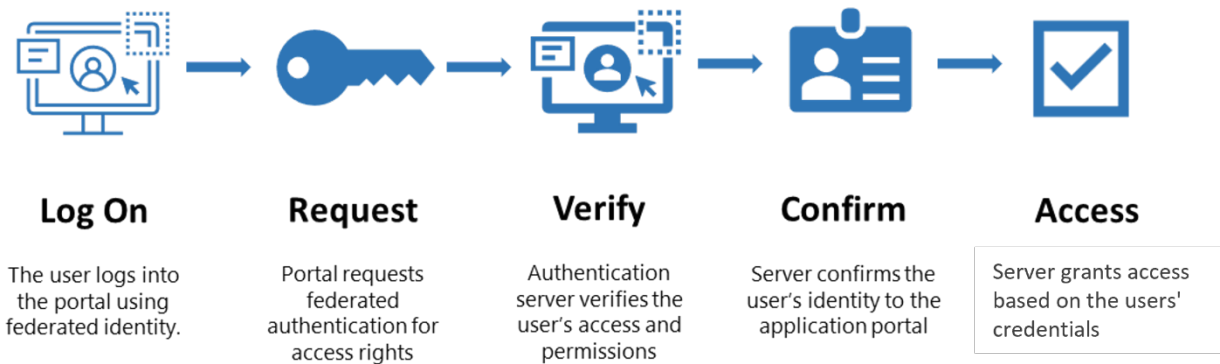 Log On
The user logs into
the portal using
federated identity.
Request
Portal requests
federated
authentication for
access rights
Verify
Authentication
server verifies the
user's access and
permissions
Confirm
Server confirms the
user's identity to the
application portal
Access
Server grants access
based on the users'
credentials